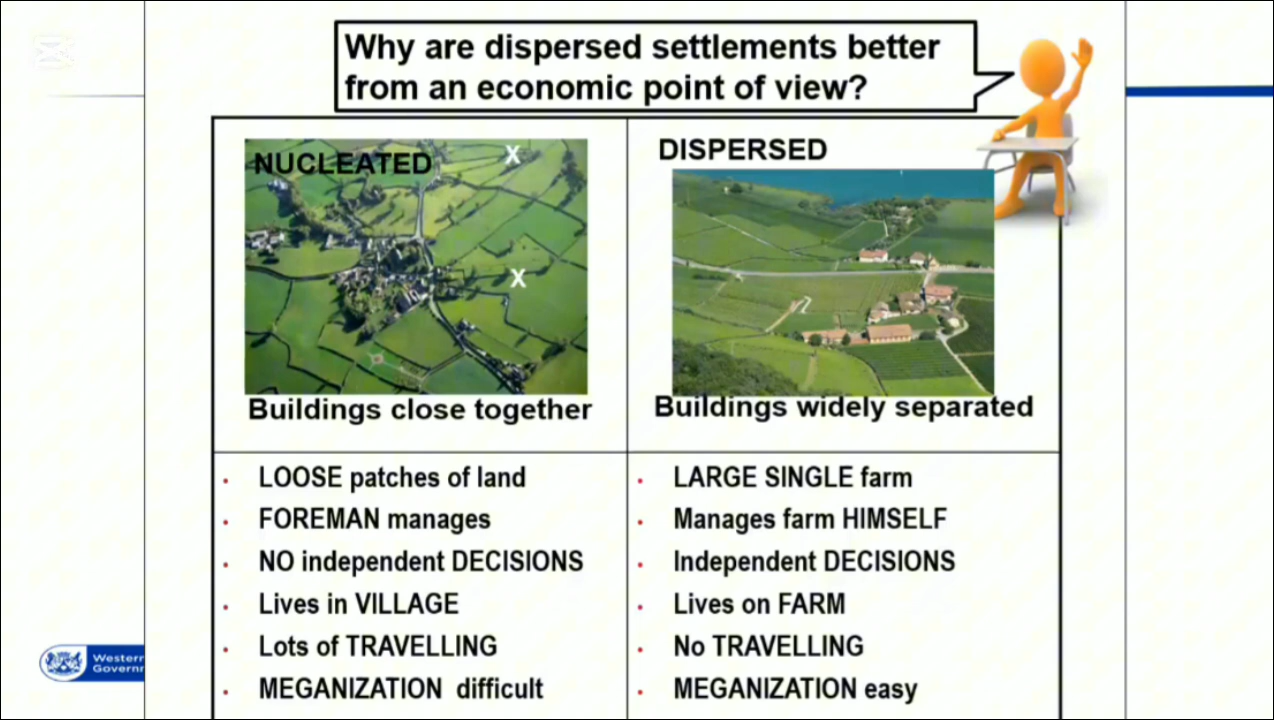 Why are dispersed settlements better
from an economic point of view?
NUCLEATED
X
X
Buildings close together
DISPERSED
Buildings widely separated
LOOSE patches of land
FOREMAN manages
NO independent DECISIONS
Lives in VILLAGE
Lots of TRAVELLING
MEGANIZATION difficult
LARGE SINGLE farm
Manages farm HIMSELF
Independent DECISIONS
Lives on FARM
No TRAVELLING
MEGANIZATION easy
Western